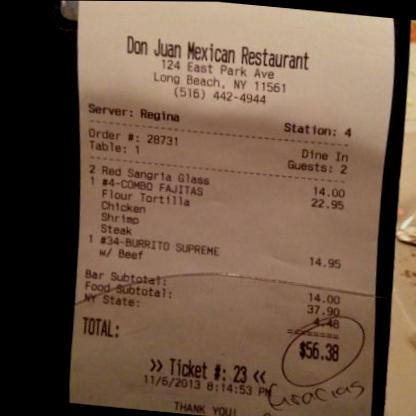 Don Juan Mexican Restaurant
124 East Park Ave
Long Beach, NY 11561
(516) 442-4944
Server: Regina Station: 4
Order #: 28731 Dine In
Table: 1 Guests: 2
2 Red Sangria Glass 14.00
1 #4-COMBO FAJITAS 22.95
Flour Tortilla
Chicken
Shrimp
Steak
1 #34-BURRITO SUPREME 14.95
w/ Beef
Bar Subtotal: 14.00
Food Subtotal: 37.90
NY State: 4.48
TOTAL: $56.38
>> Ticket #: 23 <<
11/6/2013 8:14:53 PM
Gracias
THANK YOU!